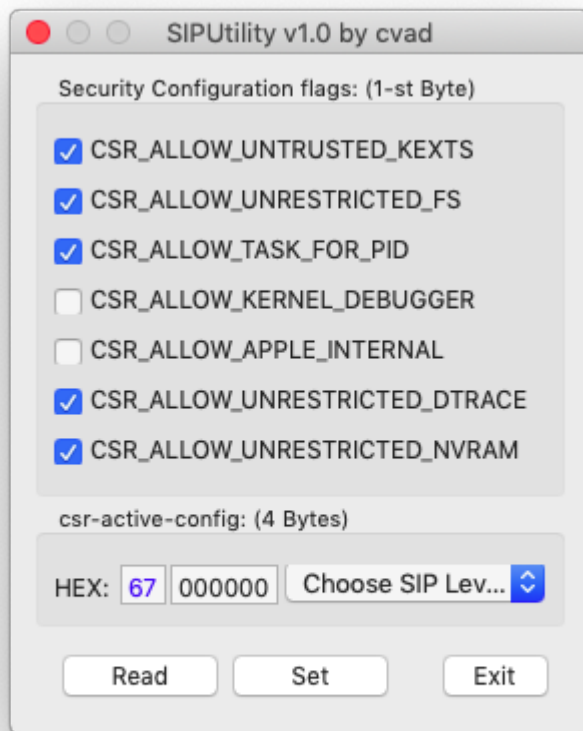 SIPUtility v1.0 by cvad
Security Configuration flags: (1-st Byte)
CSR_ALLOW_UNTRUSTED_KEXTS
CSR_ALLOW_UNRESTRICTED_FS
CSR_ALLOW_TASK_FOR_PID
CSR_ALLOW_KERNEL_DEBUGGER
CSR_ALLOW_APPLE_INTERNAL
CSR_ALLOW_UNRESTRICTED_DTRACE
CSR_ALLOW_UNRESTRICTED_NVRAM
csr-active-config: (4 Bytes)
HEX: 67 000000 Choose SIP Lev...
Read Set Exit